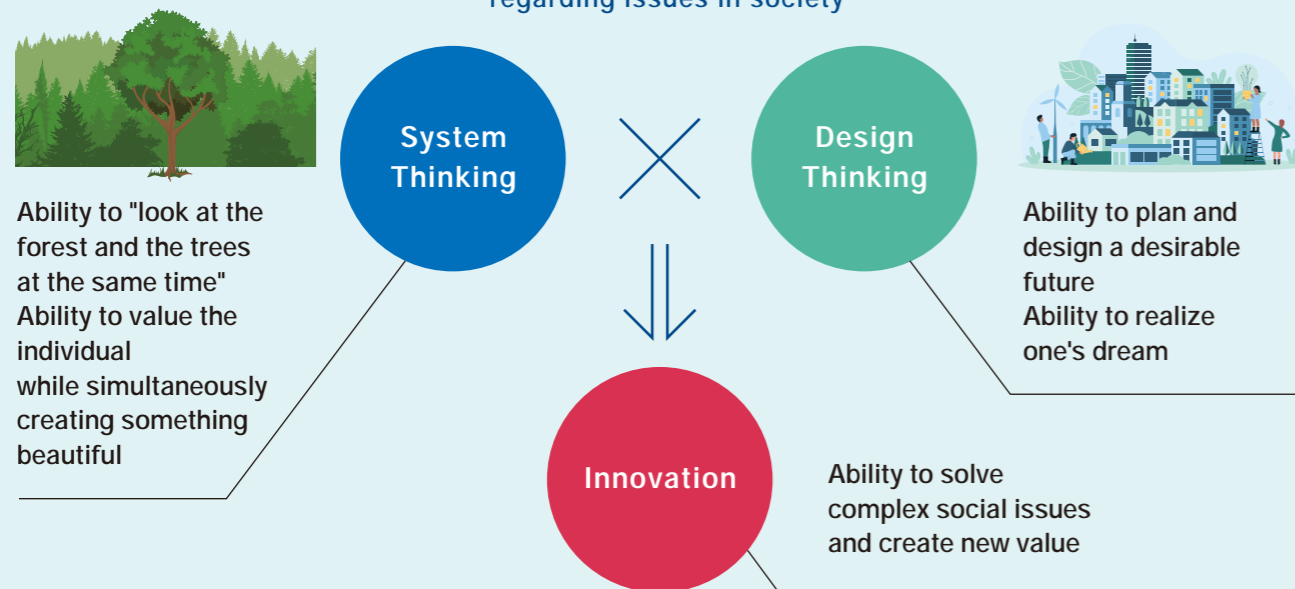 regarding issues in society
System
Thinking
Design
Thinking
Ability to "look at the
forest and the trees
at the same time"
Ability to value the
individual
while simultaneously
creating something
beautiful
Ability to plan and
design a desirable
future
Ability to realize
one's dream
Innovation
Ability to solve
complex social issues
and create new value